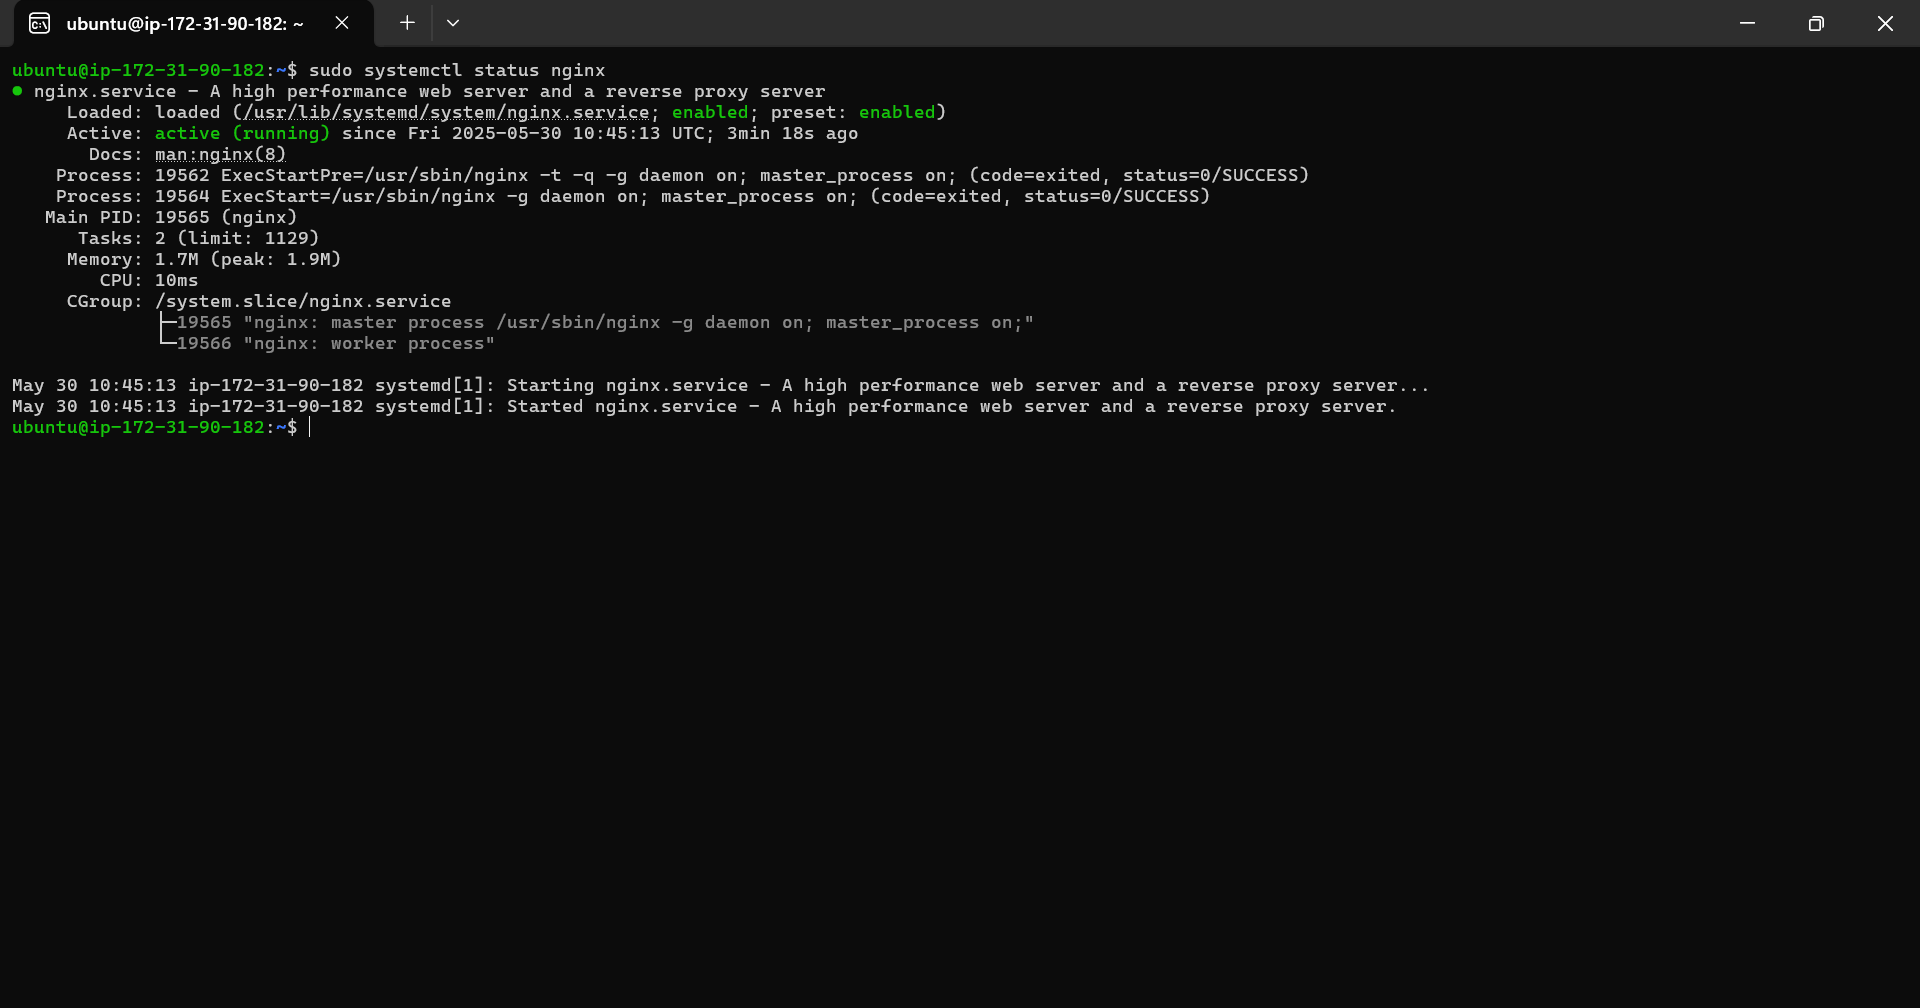 ubuntu@ip-172-31-90-182: ~
ubuntu@ip-172-31-90-182:~$ sudo systemctl status nginx
● nginx.service - A high performance web server and a reverse proxy server
     Loaded: loaded (/usr/lib/systemd/system/nginx.service; enabled; preset: enabled)
     Active: active (running) since Fri 2025-05-30 10:45:13 UTC; 3min 18s ago
       Docs: man:nginx(8)
    Process: 19562 ExecStartPre=/usr/sbin/nginx -t -q -g daemon on; master_process on; (code=exited, status=0/SUCCESS)
    Process: 19564 ExecStart=/usr/sbin/nginx -g daemon on; master_process on; (code=exited, status=0/SUCCESS)
   Main PID: 19565 (nginx)
      Tasks: 2 (limit: 1129)
     Memory: 1.7M (peak: 1.9M)
        CPU: 10ms
     CGroup: /system.slice/nginx.service
             ├─19565 "nginx: master process /usr/sbin/nginx -g daemon on; master_process on;"
             └─19566 "nginx: worker process"
May 30 10:45:13 ip-172-31-90-182 systemd[1]: Starting nginx.service - A high performance web server and a reverse proxy server...
May 30 10:45:13 ip-172-31-90-182 systemd[1]: Started nginx.service - A high performance web server and a reverse proxy server.
ubuntu@ip-172-31-90-182:~$